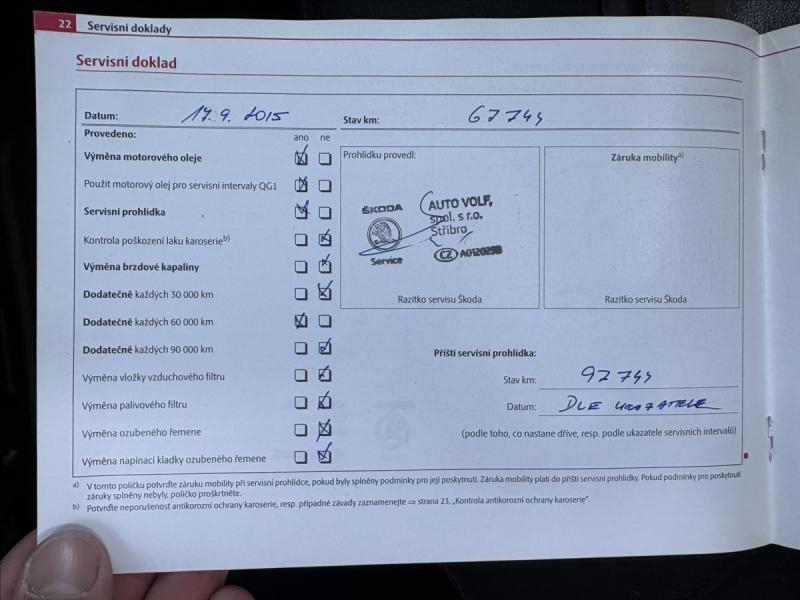 22 Servisní doklady
Servisní doklad
Datum: 17.9. 2015 Stav km: 67744
Provedeno: ano ne
Výměna motorového oleje
Použit motorový olej pro servisní intervaly QG1
Servisní prohlídka
Kontrola poškození laku karoserie b)
Výměna brzdové kapaliny
Dodatečně každých 30 000 km
Dodatečně každých 60 000 km
Dodatečně každých 90 000 km
Výměna vložky vzduchového filtru
Výměna palivového filtru
Výměna ozubeného řemene
Výměna napínací kladky ozubeného řemene
Prohlídku provedl:
ŠKODA
Service
AUTO VOLF,
spol. s r.o.
Stříbro
CZ
Razítko servisu Škoda
Záruka mobility a)
Razítko servisu Škoda
Příští servisní prohlídka:
Stav km: 97744
Datum: DLE UKAZATELE
(podle toho, co nastane dříve, resp. podle ukazatele servisních intervalů)
a) V tomto políčku potvrďte záruku mobility při servisní prohlídce, pokud byly splněny podmínky pro její poskytnutí. Záruka mobility platí do příští servisní prohlídky. Pokud podmínky pro poskytnutí
záruky splněny nebyly, políčko proškrtněte.
b) Potvrďte neporušenost antikorozní ochrany karoserie, resp. případné závady zaznamenejte ⇒ strana 23, „Kontrola antikorozní ochrany karoserie".